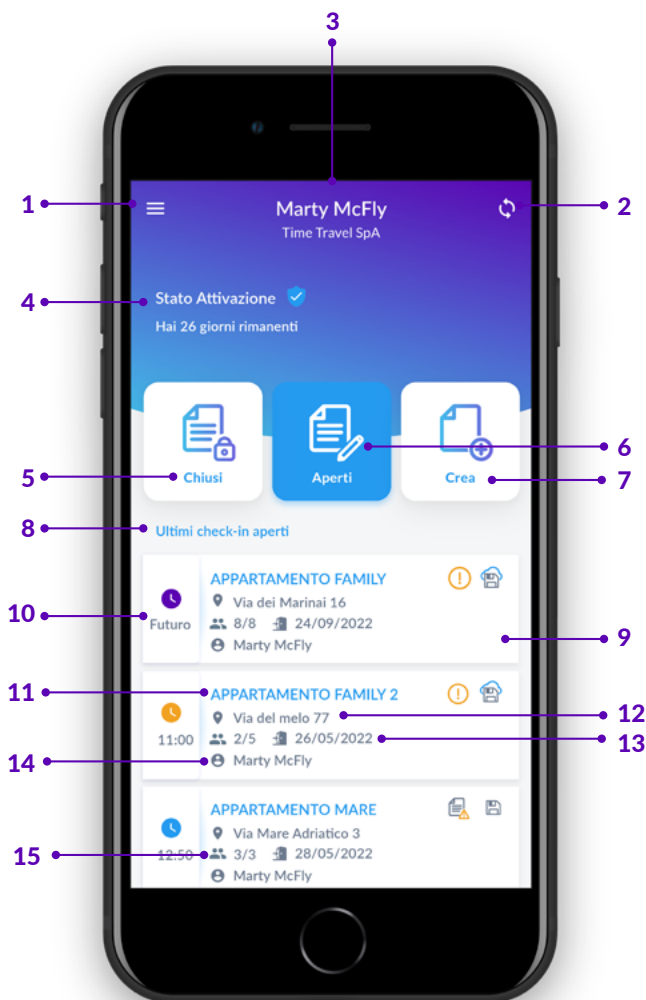 3
1
Marty McFly
2
Time Travel SpA
4
Stato Attivazione
Hai 26 giorni rimanenti
5
Chiusi
Aperti
6
Crea
7
8
Ultimi check-in aperti
10
Futuro
APPARTAMENTO FAMILY
Via dei Marinai 16
8/8 24/09/2022
Marty McFly
9
11
11:00
APPARTAMENTO FAMILY 2
Via del melo 77
12
2/5 26/05/2022
13
14
Marty McFly
12:50
APPARTAMENTO MARE
Via Mare Adriatico 3
15
3/3 28/05/2022
Marty McFly